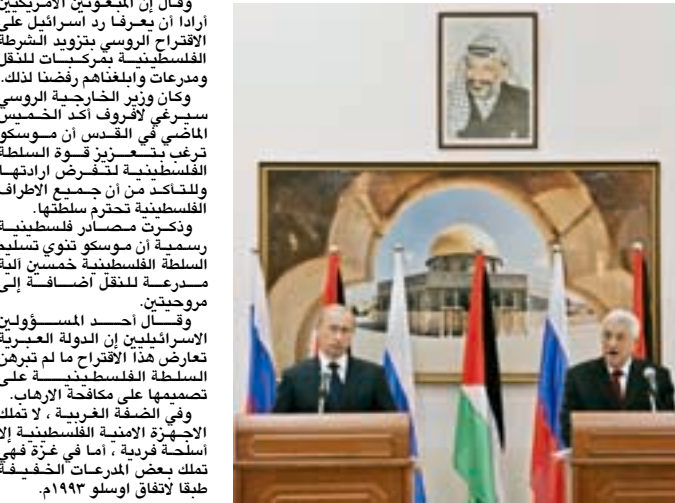 وقال إن المبعوثين الأمريكيين
أرادا أن يعرفا رد اسرائيل على
الاقتراح الروسي بتزويد الشرطة
الفلسطينية بمركبات للنقل
ومدرعات وابلغناهم رفضنا لذلك.
وكان وزير الخارجية الروسي
سيرغي لافروف أكد الخميس
الماضي في القدس أن موسكو
ترغب بتعزيز قوة السلطة
الفلسطينية لتفرض ارادتها
وللتأكد من أن جميع الاطراف
الفلسطينية تحترم سلطتها.
وذكرت مصادر فلسطينية
رسمية أن موسكو تنوي تسليم
السلطة الفلسطينية خمسين آلية
مدرعة للنقل اضافة إلى
مروحيتين.
وقال أحد المسؤولين
الاسرائيليين إن الدولة العبرية
تعارض هذا الاقتراح ما لم تبرهن
السلطة الفلسطينية على
تصميمها على مكافحة الارهاب.
وفي الضفة الغربية ، لا تملك
الاجهزة الامنية الفلسطينية إلا
أسلحة فردية ، أما في غزة فهي
تملك بعض المدرعات الخفيفة
طبقا لاتفاق اوسلو ١٩٩٣م.